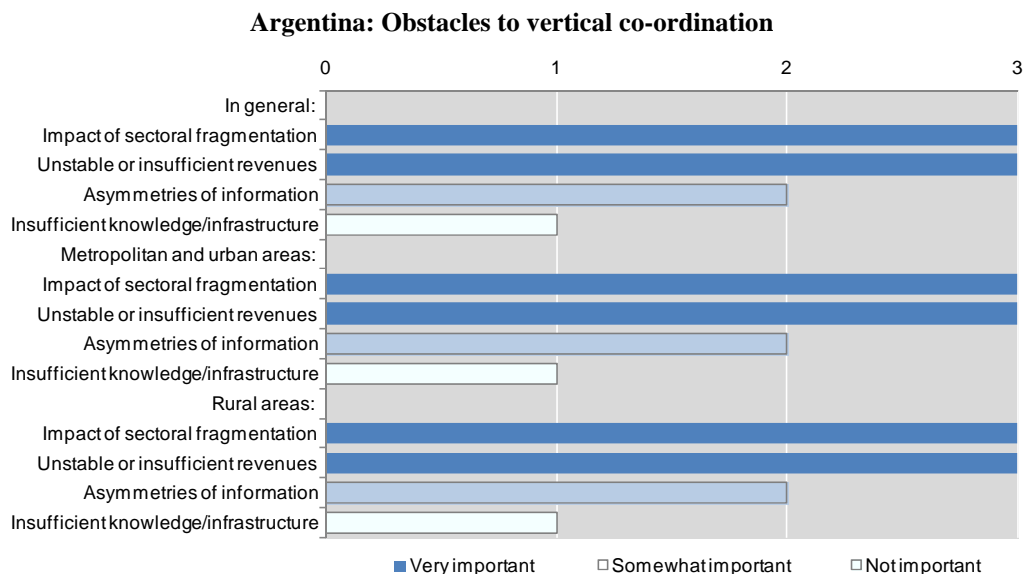 Argentina: Obstacles to vertical co-ordination
0 1 2 3
In general:
Impact of sectoral fragmentation
Unstable or insufficient revenues
Asymmetries of information
Insufficient knowledge/infrastructure
Metropolitan and urban areas:
Impact of sectoral fragmentation
Unstable or insufficient revenues
Asymmetries of information
Insufficient knowledge/infrastructure
Rural areas:
Impact of sectoral fragmentation
Unstable or insufficient revenues
Asymmetries of information
Insufficient knowledge/infrastructure
Very important Somewhat important Not important